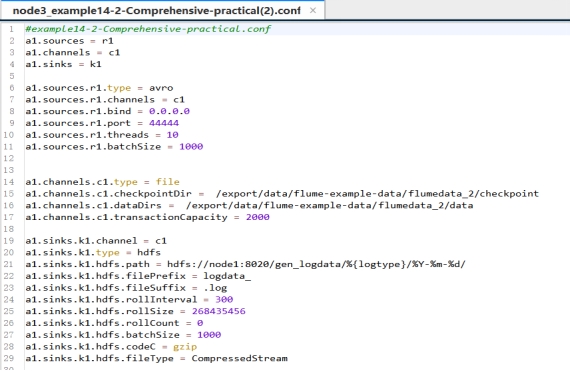 node3_example14-2-Comprehensive-practical(2).conf ×
1 #example14-2-Comprehensive-practical.conf
2 a1.sources = r1
3 a1.channels = c1
4 a1.sinks = k1
5
6 a1.sources.r1.type = avro
7 a1.sources.r1.channels = c1
8 a1.sources.r1.bind = 0.0.0.0
9 a1.sources.r1.port = 44444
10 a1.sources.r1.threads = 10
11 a1.sources.r1.batchSize = 1000
12
13
14 a1.channels.c1.type = file
15 a1.channels.c1.checkpointDir =  /export/data/flume-example-data/flumedata_2/checkpoint
16 a1.channels.c1.dataDirs =  /export/data/flume-example-data/flumedata_2/data
17 a1.channels.c1.transactionCapacity = 2000
18
19 a1.sinks.k1.channel = c1
20 a1.sinks.k1.type = hdfs
21 a1.sinks.k1.hdfs.path = hdfs://node1:8020/gen_logdata/%{logtype}/%Y-%m-%d/
22 a1.sinks.k1.hdfs.filePrefix = logdata_
23 a1.sinks.k1.hdfs.fileSuffix = .log
24 a1.sinks.k1.hdfs.rollInterval = 300
25 a1.sinks.k1.hdfs.rollSize = 268435456
26 a1.sinks.k1.hdfs.rollCount = 0
27 a1.sinks.k1.hdfs.batchSize = 1000
28 a1.sinks.k1.hdfs.codeC = gzip
29 a1.sinks.k1.hdfs.fileType = CompressedStream
30